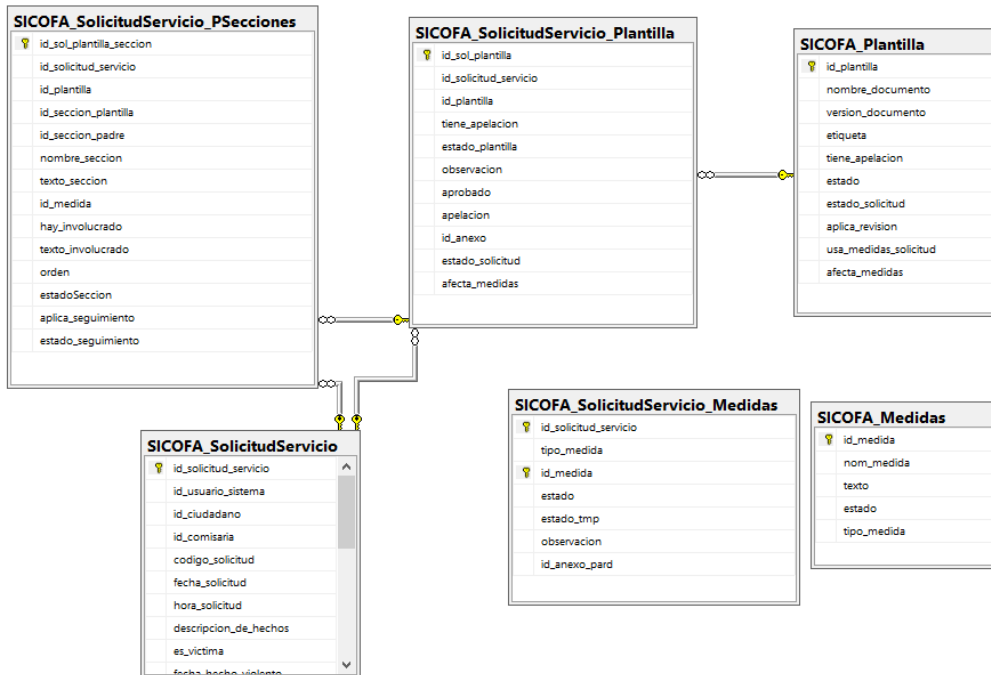 SICOFA_SolicitudServicio_PSecciones
id_sol_plantilla_seccion
id_solicitud_servicio
id_plantilla
id_seccion_plantilla
id_seccion_padre
nombre_seccion
texto_seccion
id_medida
hay_involucrado
texto_involucrado
orden
estadoSeccion
aplica_seguimiento
estado_seguimiento
SICOFA_SolicitudServicio_Plantilla
id_sol_plantilla
id_solicitud_servicio
id_plantilla
tiene_apelacion
estado_plantilla
observacion
aprobado
apelacion
id_anexo
estado_solicitud
afecta_medidas
SICOFA_Plantilla
id_plantilla
nombre_documento
version_documento
etiqueta
tiene_apelacion
estado
estado_solicitud
aplica_revision
usa_medidas_solicitud
afecta_medidas
SICOFA_SolicitudServicio
id_solicitud_servicio
id_usuario_sistema
id_ciudadano
id_comisaria
codigo_solicitud
fecha_solicitud
hora_solicitud
descripcion_de_hechos
es_victima
fecha_hecho_violento
SICOFA_SolicitudServicio_Medidas
id_solicitud_servicio
tipo_medida
id_medida
estado
estado_tmp
observacion
id_anexo_pard
SICOFA_Medidas
id_medida
nom_medida
texto
estado
tipo_medida